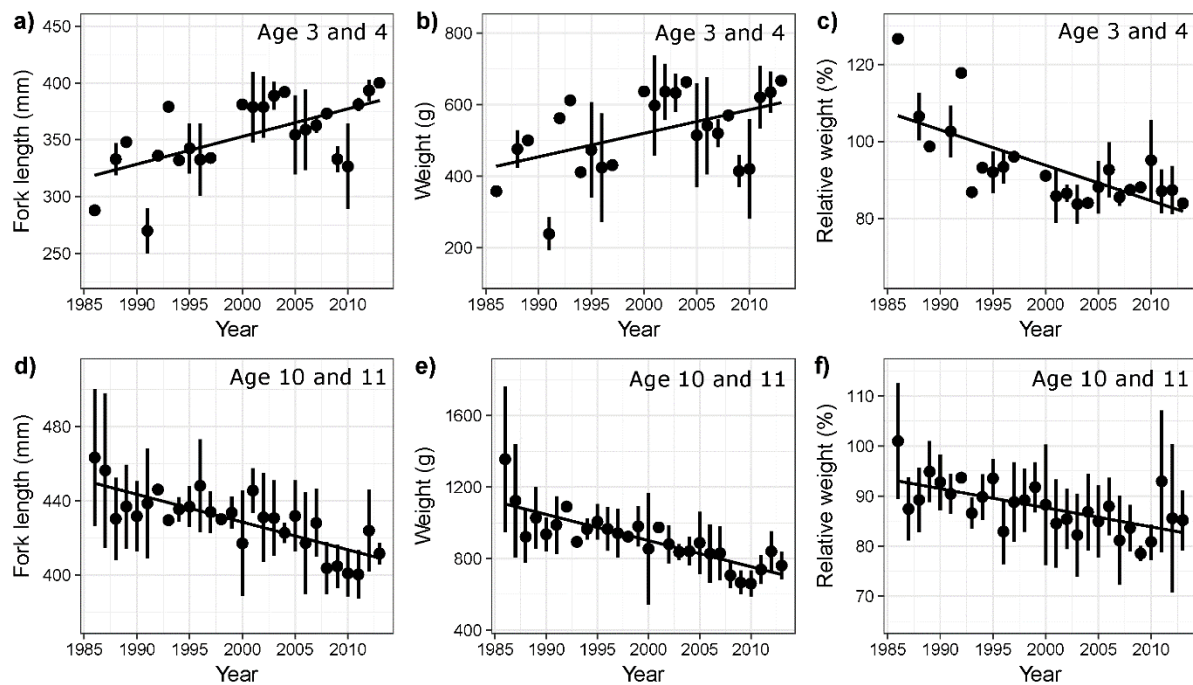 a) Age 3 and 4
Fork length (mm)
450
400
350
300
250
1985 1990 1995 2000 2005 2010
Year
b) Age 3 and 4
Weight (g)
800
600
400
200
1985 1990 1995 2000 2005 2010
Year
c) Age 3 and 4
Relative weight (%)
120
100
80
1985 1990 1995 2000 2005 2010
Year
d) Age 10 and 11
Fork length (mm)
480
440
400
1985 1990 1995 2000 2005 2010
Year
e) Age 10 and 11
Weight (g)
1600
1200
800
400
1985 1990 1995 2000 2005 2010
Year
f) Age 10 and 11
Relative weight (%)
110
100
90
80
70
60
1985 1990 1995 2000 2005 2010
Year